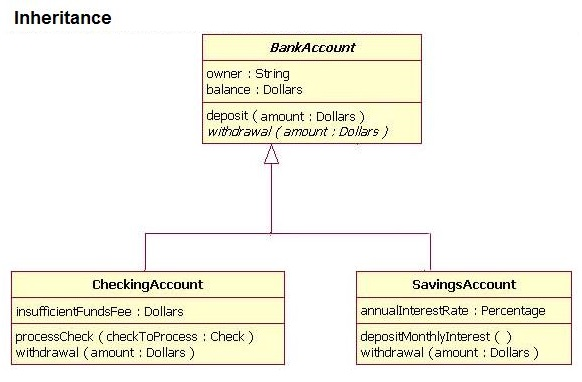 Inheritance
BankAccount
owner : String
balance : Dollars
deposit ( amount : Dollars )
withdrawal ( amount : Dollars )
CheckingAccount
insufficientFundsFee : Dollars
processCheck ( checkToProcess : Check )
withdrawal ( amount : Dollars )
SavingsAccount
annualInterestRate : Percentage
depositMonthlyInterest ( )
withdrawal ( amount : Dollars )